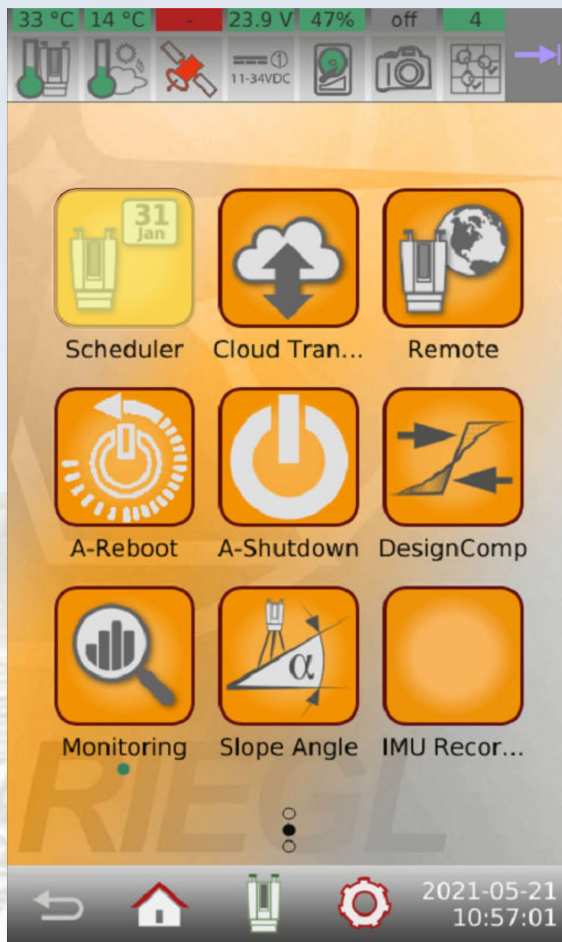 33 °C 14 °C - 23.9 V 47% off 4
11-34VDC
31
Jan
Scheduler Cloud Tran... Remote
A-Reboot A-Shutdown DesignComp
α
Monitoring Slope Angle IMU Recor...
RIEGL
2021-05-21
10:57:01